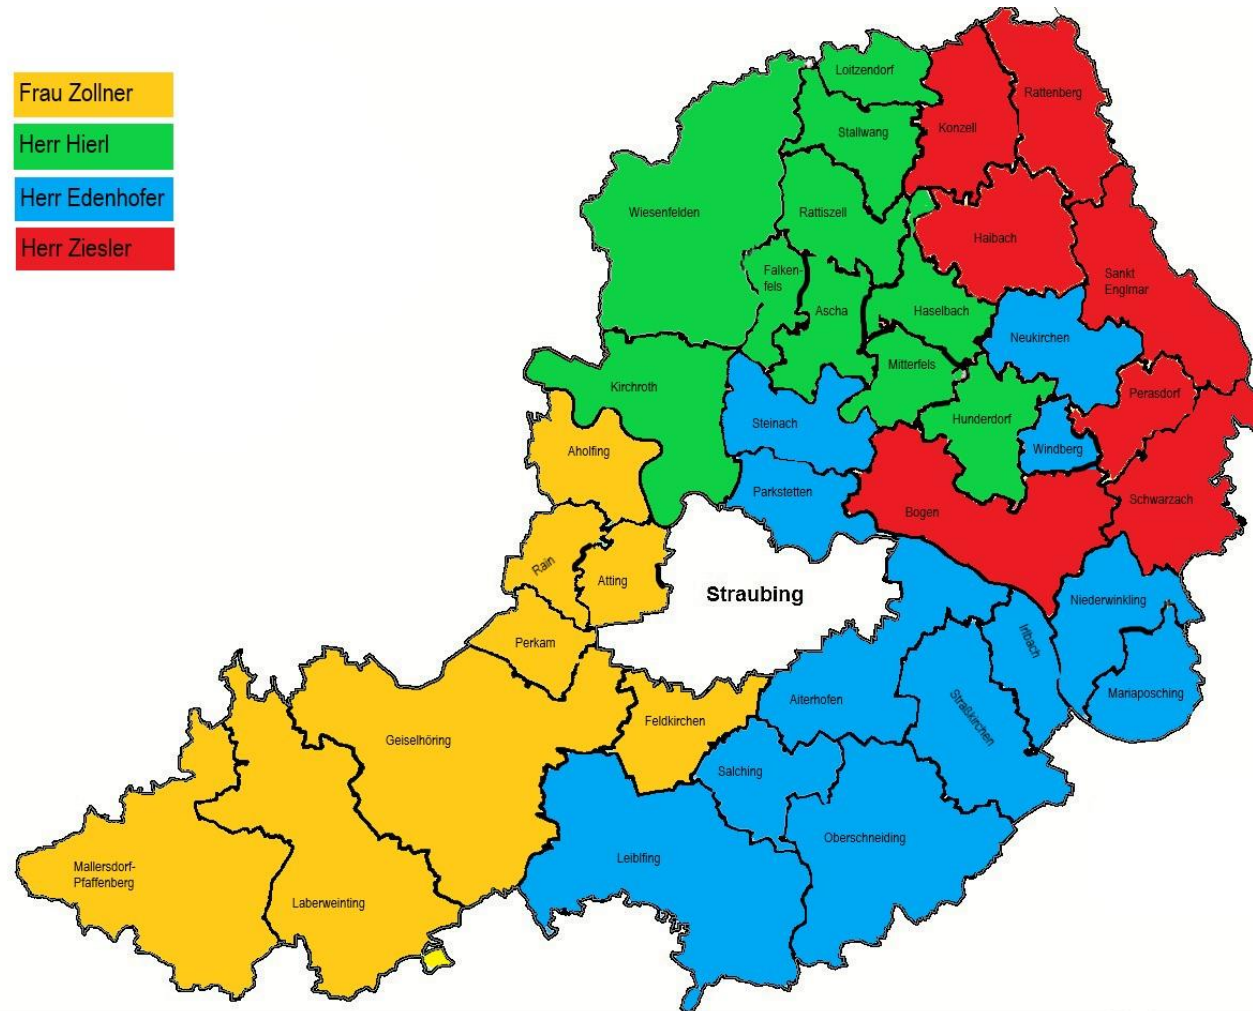 Frau Zollner
Herr Hierl
Herr Edenhofer
Herr Ziesler
Loitzendorf
Rattenberg
Konzell
Stallwang
Wiesenfelden
Rattiszell
Haibach
Falken-
fels
Sankt
Englmar
Ascha
Haselbach
Neukirchen
Mitterfels
Kirchroth
Perasdorf
Steinach
Hunderdorf
Windberg
Aholfing
Parkstetten
Schwarzach
Bogen
Rain
Atting
Straubing
Niederwinkling
Irlbach
Perkam
Mariaposching
Aiterhofen
Straßkirchen
Feldkirchen
Geiselhöring
Salching
Oberschneiding
Leiblfing
Mallersdorf-
Pfaffenberg
Laberweinting